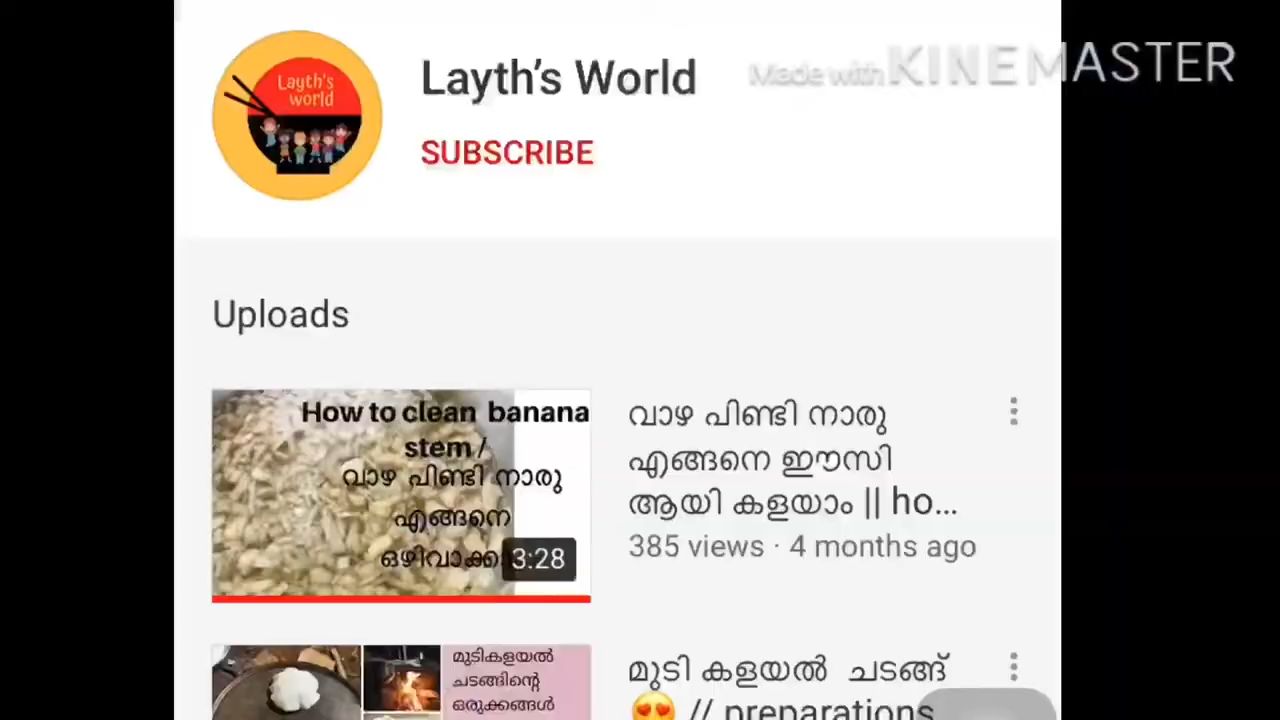 Layth's
world
Layth's World
Made with KINEMASTER
SUBSCRIBE
Uploads
How to clean banana
stem /
വാഴ പിണ്ടി നാരു
എങ്ങനെ
ഒഴിവാക്കാ
3:28
വാഴ പിണ്ടി നാരു
എങ്ങനെ ഈസി
ആയി കളയാം || ho...
385 views · 4 months ago
മുടികളയൽ
ചടങ്ങിന്റെ
ഒരുക്കങ്ങൾ
മുടി കളയൽ ചടങ്ങ്
😍 // preparations